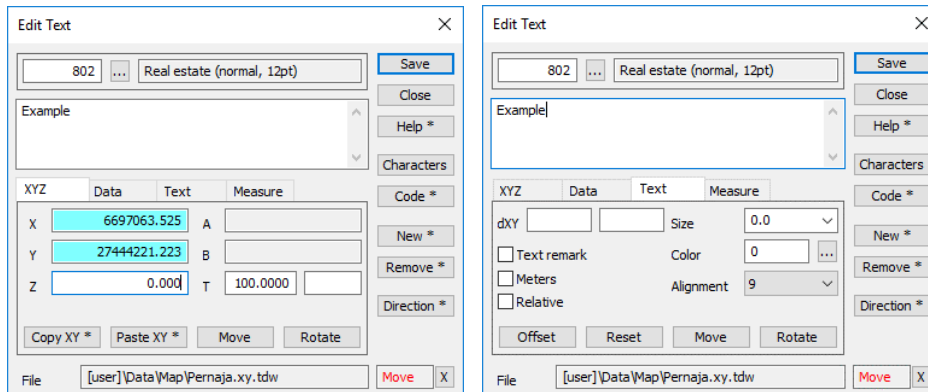 Edit Text
802 ... Real estate (normal, 12pt) Save
Close
Example
Help *
Characters
XYZ Data Text Measure
Code *
X 6697063.525 A
New *
Y 27444221.223 B
Remove *
Z 0.000 T 100.0000
Direction *
Copy XY * Paste XY * Move Rotate
File [user]\Data\Map\Pernaja.xy.tdw Move X
Edit Text
802 ... Real estate (normal, 12pt) Save
Close
Example
Help *
Characters
XYZ Data Text Measure
Code *
dXY Size 0.0
New *
Text remark Color 0 ...
Remove *
Meters Alignment 9
Relative
Direction *
Offset Reset Move Rotate
File [user]\Data\Map\Pernaja.xy.tdw Move X